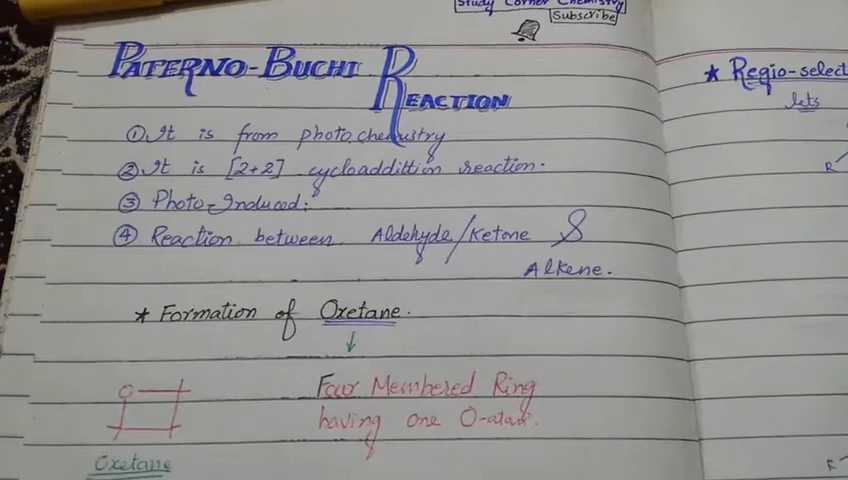 Study Corner Chemistry
Subscribe
PATERNO-BUCHI REACTION
① It is from photochemistry
② It is [2+2] cycloaddittion reaction.
③ Photo-Induced:
④ Reaction between Aldehyde/Ketone &
Alkene.
* Formation of Oxetane.
↓
Four Membered Ring
having one O-atom.
O
Oxetane
* Regio-select
lets
R
R